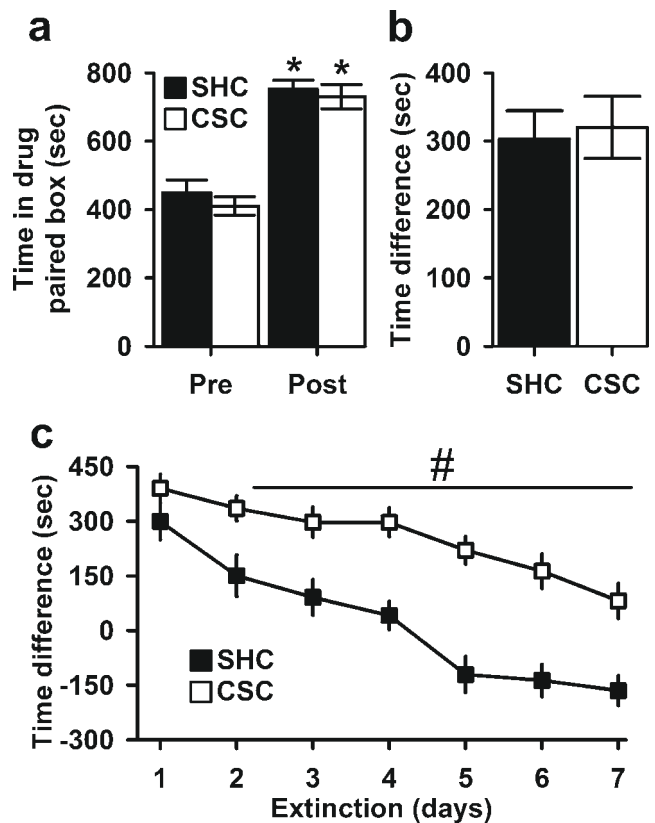 a
Time in drug
paired box (sec)
800
600
400
200
0
SHC
CSC
*
*
Pre
Post
b
Time difference (sec)
400
300
200
100
0
SHC
CSC
c
Time difference (sec)
450
300
150
0
-150
-300
#
SHC
CSC
1 2 3 4 5 6 7
Extinction (days)